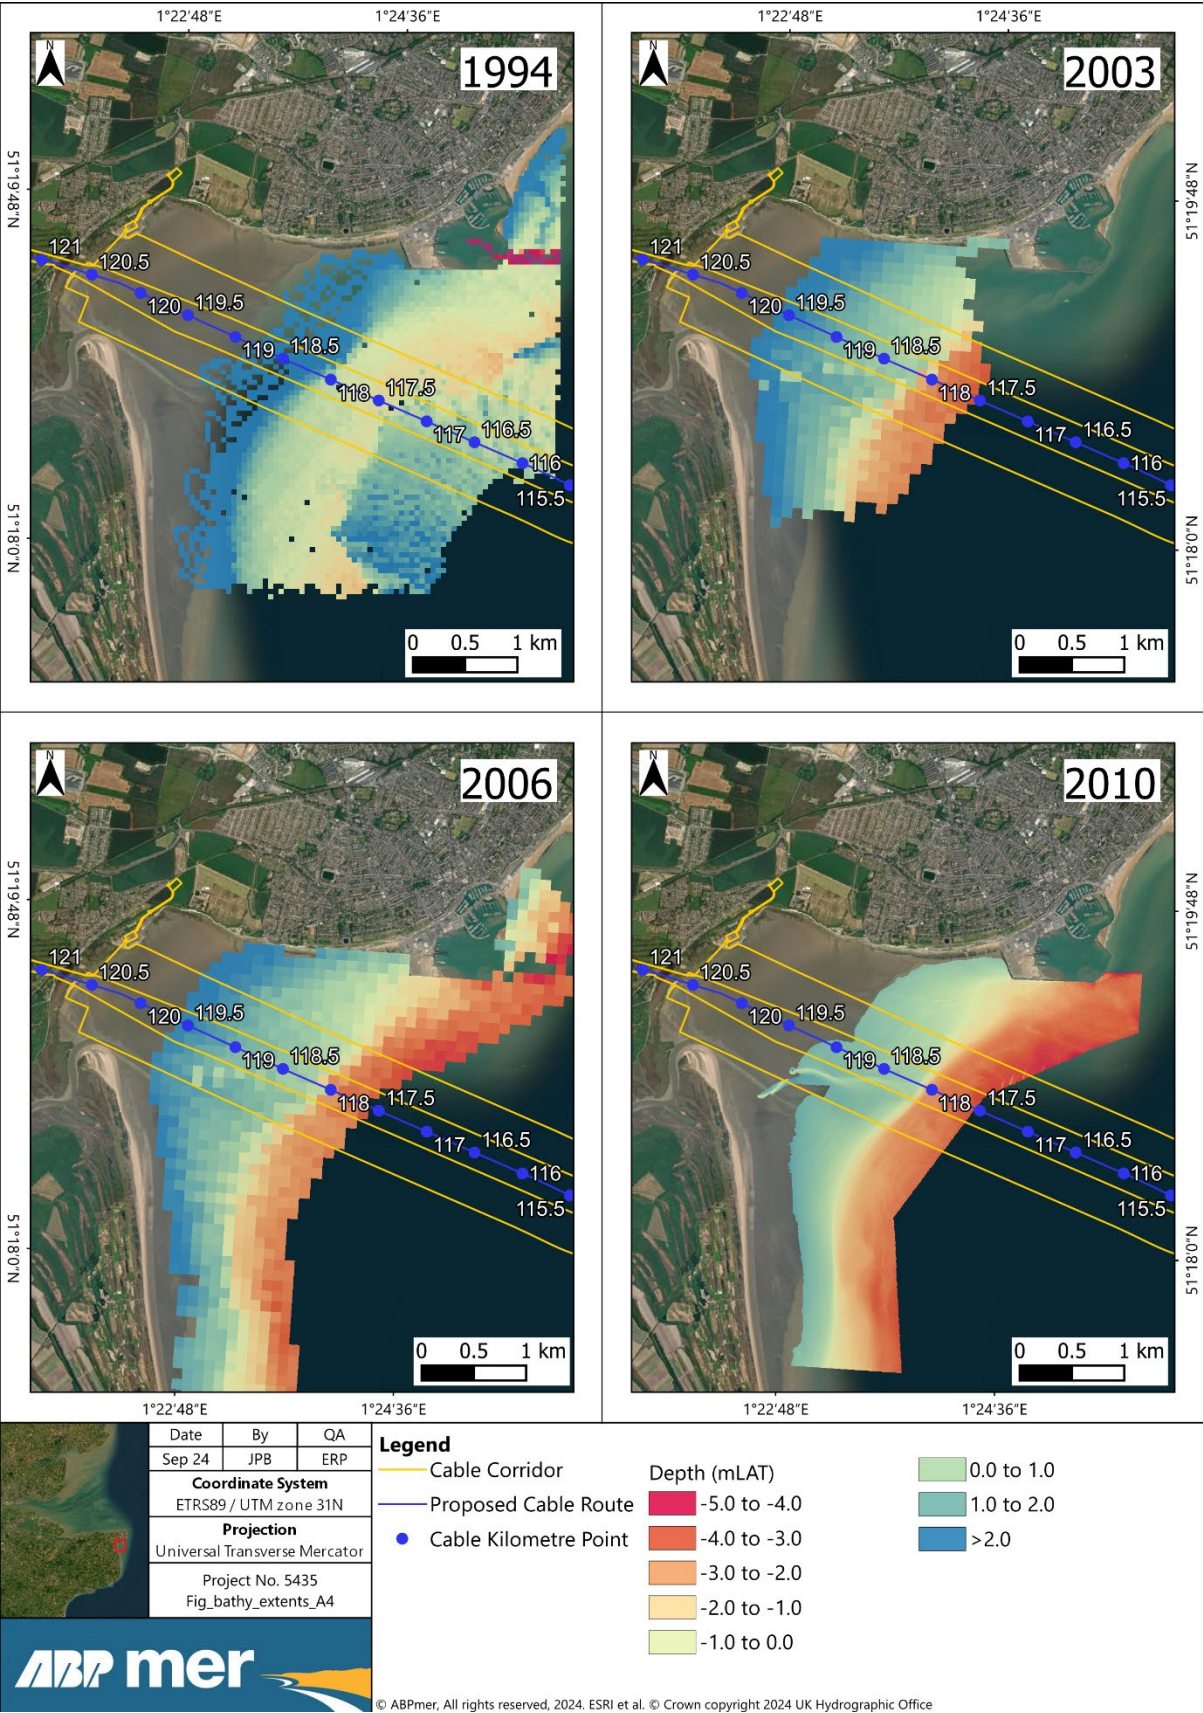 1°22'48"E
1°24'36"E
1°22'48"E
1°24'36"E
N
1994
N
2003
51°19'48"N
51°19'48"N
121
120.5
120
119.5
119
118.5
118
117.5
117
116.5
116
115.5
121
120.5
120
119.5
119
118.5
118
117.5
117
116.5
116
115.5
51°18'0"N
51°18'0"N
0 0.5 1 km
0 0.5 1 km
N
2006
N
2010
51°19'48"N
51°19'48"N
121
120.5
120
119.5
119
118.5
118
117.5
117
116.5
116
115.5
121
120.5
120
119.5
119
118.5
118
117.5
117
116.5
116
115.5
51°18'0"N
51°18'0"N
0 0.5 1 km
0 0.5 1 km
1°22'48"E
1°24'36"E
1°22'48"E
1°24'36"E
Date By QA
Sep 24 JPB ERP
Coordinate System
ETRS89 / UTM zone 31N
Projection
Universal Transverse Mercator
Project No. 5435
Fig_bathy_extents_A4
ABP mer
Legend
Cable Corridor
Proposed Cable Route
Cable Kilometre Point
Depth (mLAT)
-5.0 to -4.0
-4.0 to -3.0
-3.0 to -2.0
-2.0 to -1.0
-1.0 to 0.0
0.0 to 1.0
1.0 to 2.0
>2.0
© ABPmer, All rights reserved, 2024. ESRI et al. © Crown copyright 2024 UK Hydrographic Office